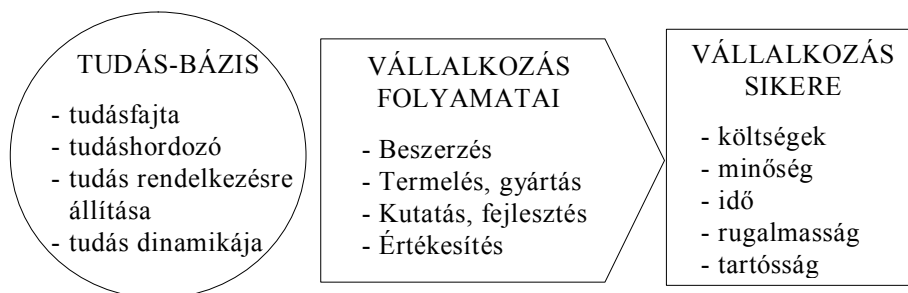 TUDÁS-BÁZIS
- tudásfajta
- tudáshordozó
- tudás rendelkezésre
állítása
- tudás dinamikája
VÁLLALKOZÁS
FOLYAMATAI
- Beszerzés
- Termelés, gyártás
- Kutatás, fejlesztés
- Értékesítés
VÁLLALKOZÁS
SIKERE
- költségek
- minőség
- idő
- rugalmasság
- tartósság